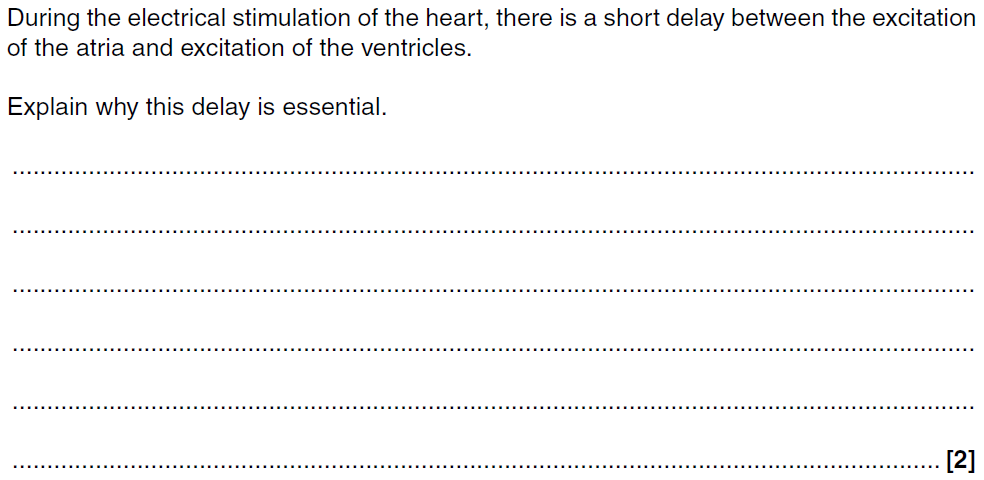 During the electrical stimulation of the heart, there is a short delay between the excitation
of the atria and excitation of the ventricles.
Explain why this delay is essential.
..........................................................................................................................................
..........................................................................................................................................
..........................................................................................................................................
..........................................................................................................................................
..........................................................................................................................................
..................................................................................................................................... [2]